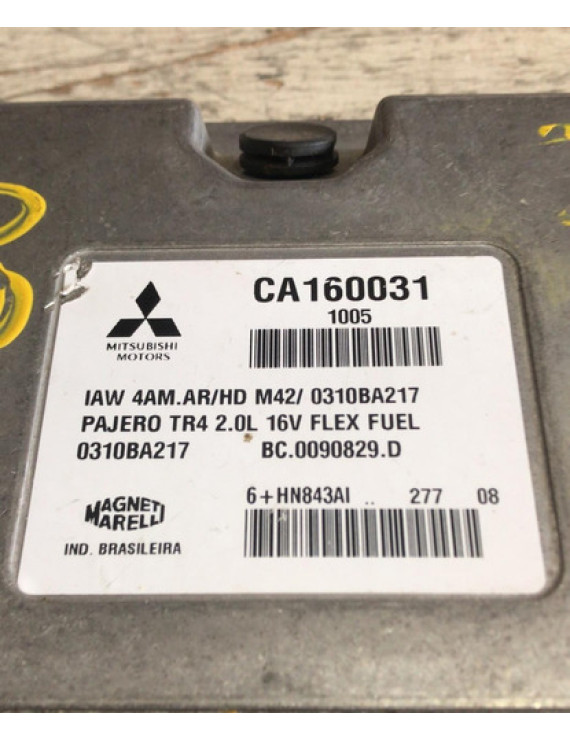 CA160031
1005
MITSUBISHI
MOTORS
IAW 4AM.AR/HD M42/ 0310BA217
PAJERO TR4 2.0L 16V FLEX FUEL
0310BA217 BC.0090829.D
6+HN843AI .. 277 08
MAGNETI
MARELLI
IND. BRASILEIRA